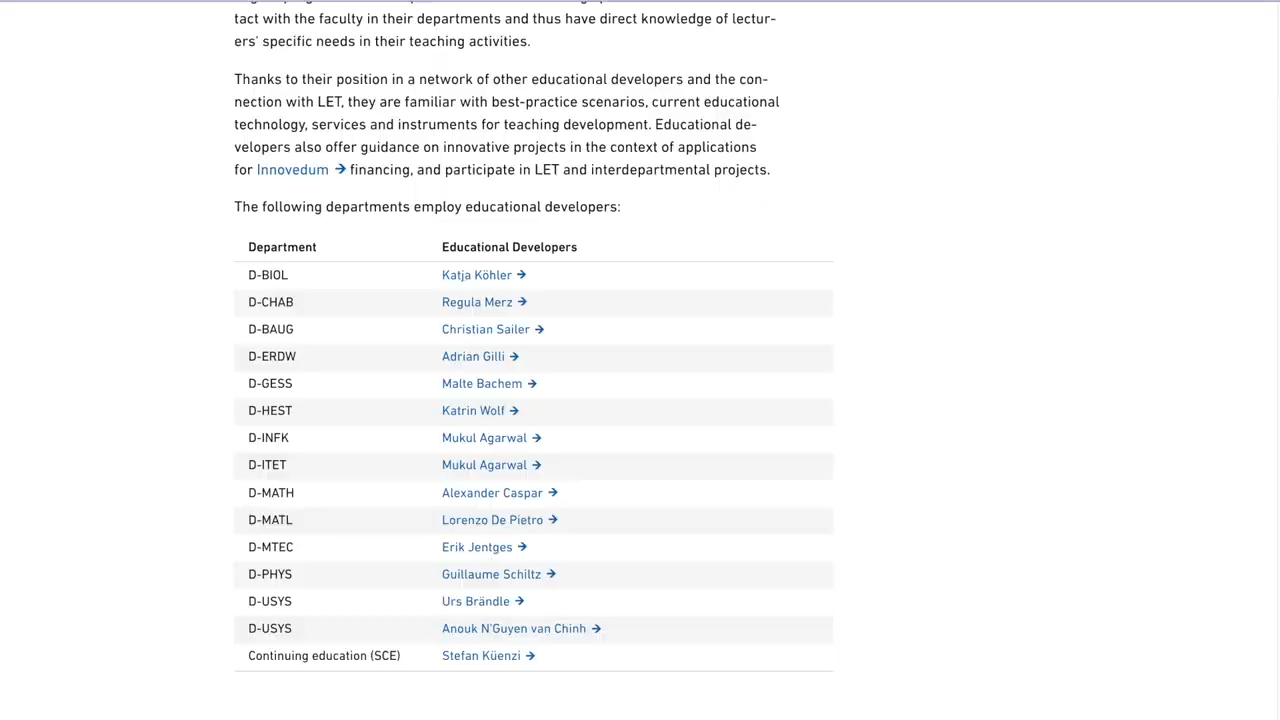 tact with the faculty in their departments and thus have direct knowledge of lectur-
ers' specific needs in their teaching activities.
Thanks to their position in a network of other educational developers and the con-
nection with LET, they are familiar with best-practice scenarios, current educational
technology, services and instruments for teaching development. Educational de-
velopers also offer guidance on innovative projects in the context of applications
for Innovedum → financing, and participate in LET and interdepartmental projects.
The following departments employ educational developers:
Department Educational Developers
D-BIOL Katja Köhler →
D-CHAB Regula Merz →
D-BAUG Christian Sailer →
D-ERDW Adrian Gilli →
D-GESS Malte Bachem →
D-HEST Katrin Wolf →
D-INFK Mukul Agarwal →
D-ITET Mukul Agarwal →
D-MATH Alexander Caspar →
D-MATL Lorenzo De Pietro →
D-MTEC Erik Jentges →
D-PHYS Guillaume Schiltz →
D-USYS Urs Brändle →
D-USYS Anouk N'Guyen van Chinh →
Continuing education (SCE) Stefan Küenzi →